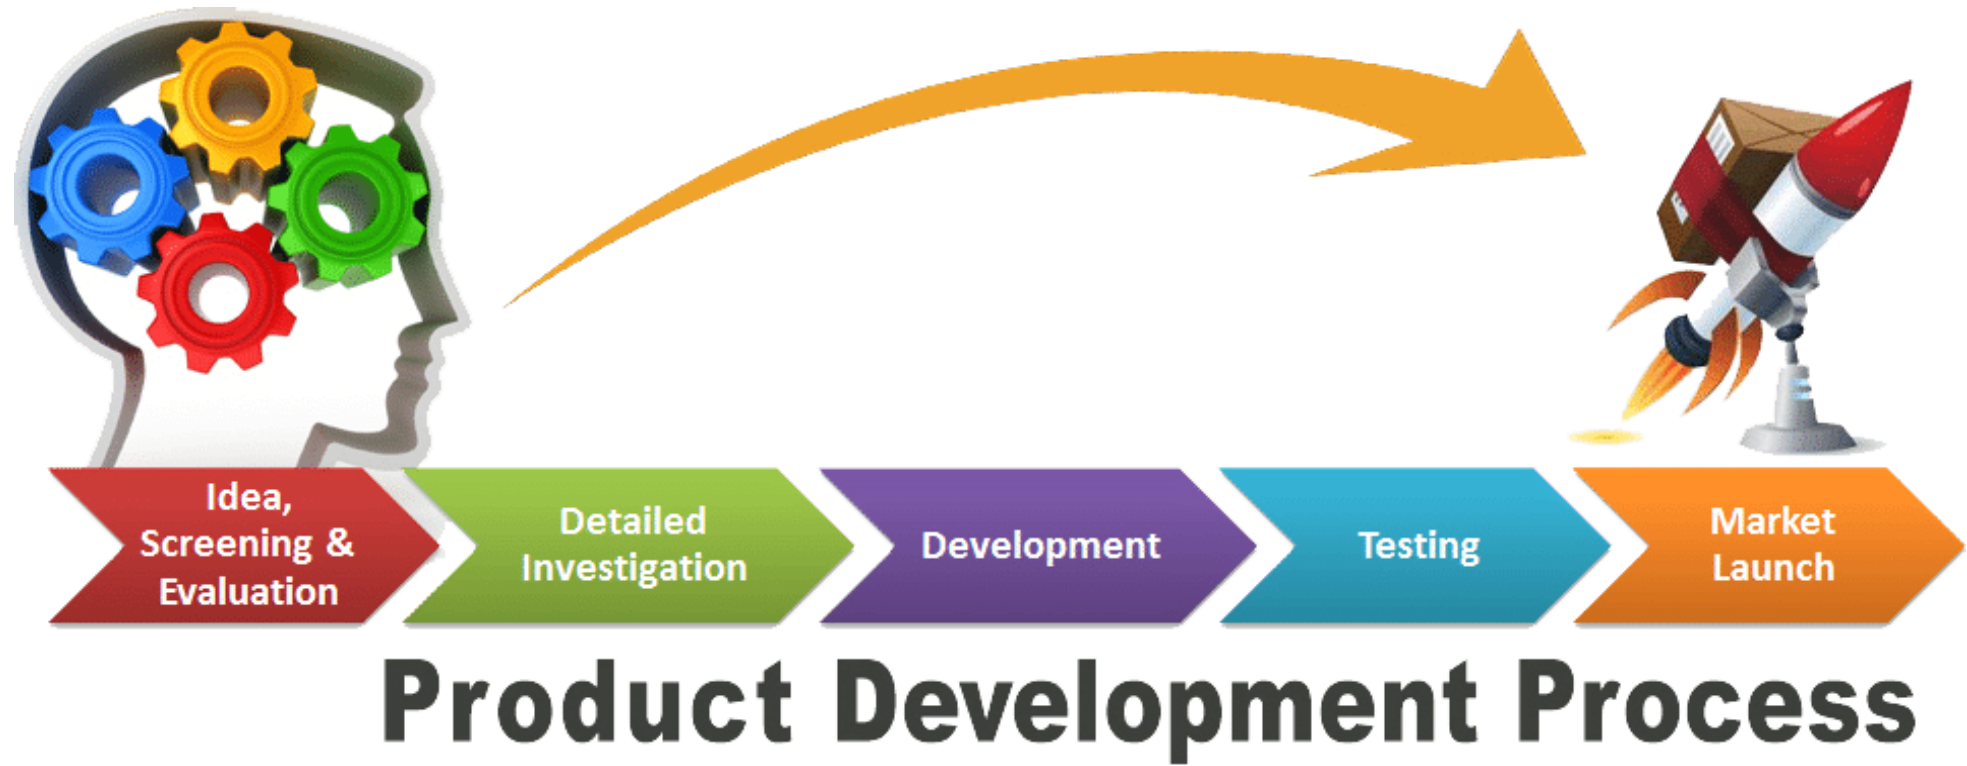 Idea,
Screening &
Evaluation
Detailed
Investigation
Development
Testing
Market
Launch
Product Development Process